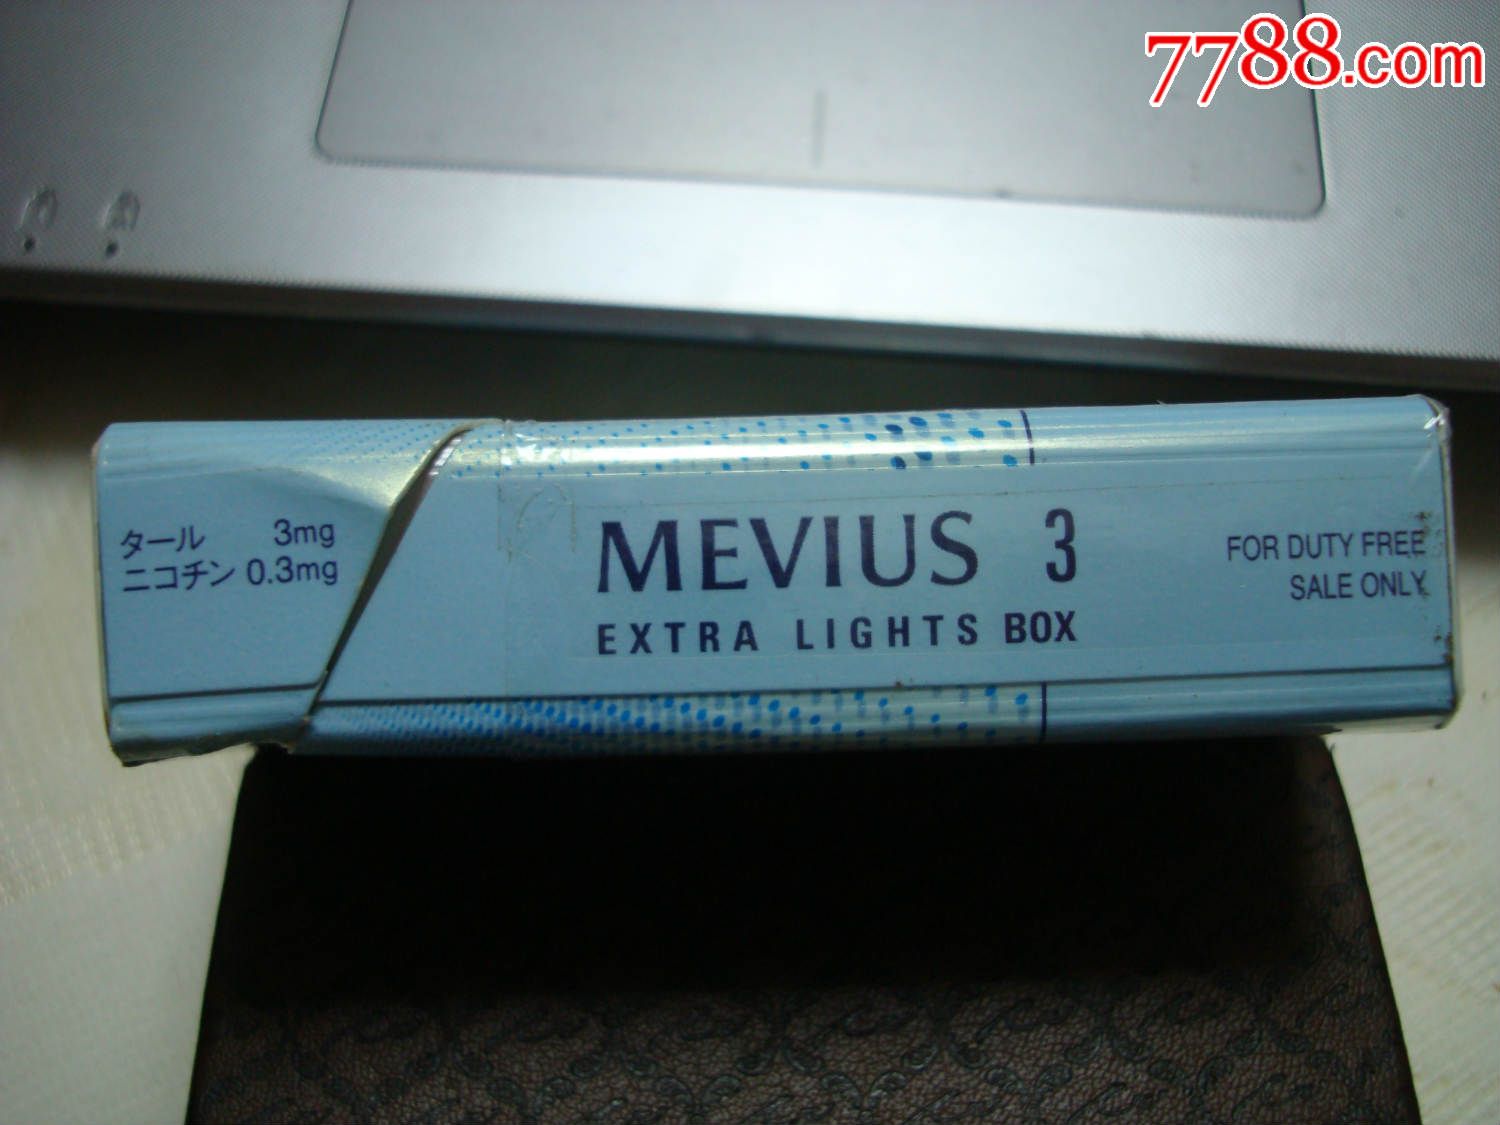 7788.com
タール 3mg
ニコチン 0.3mg
MEVIUS 3
EXTRA LIGHTS BOX
FOR DUTY FREE
SALE ONLY